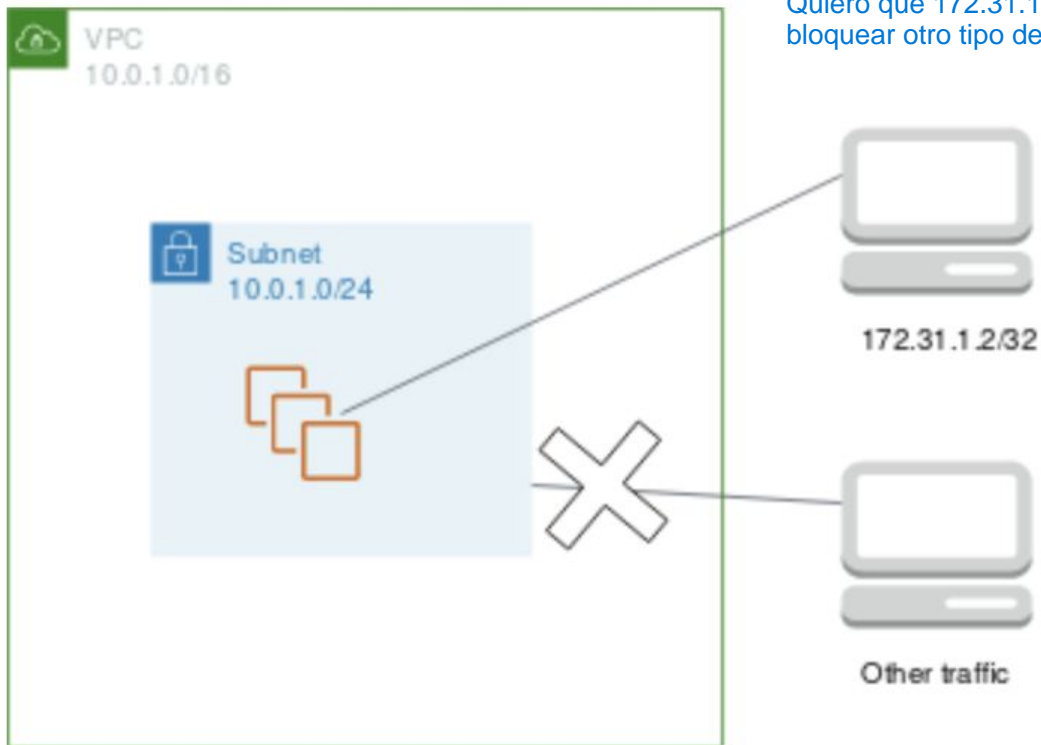 Quiero que 172.31.1
bloquear otro tipo de
VPC
10.0.1.0/16
Subnet
10.0.1.0/24
172.31.1.2/32
Other traffic